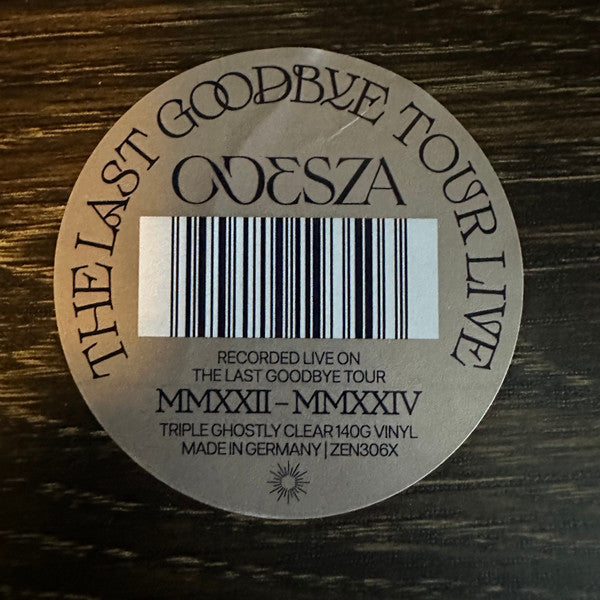 THE LAST GOODBYE TOUR LIVE
ODESZA
RECORDED LIVE ON
THE LAST GOODBYE TOUR
MMXXII – MMXXIV
TRIPLE GHOSTLY CLEAR 140G VINYL
MADE IN GERMANY | ZEN306X